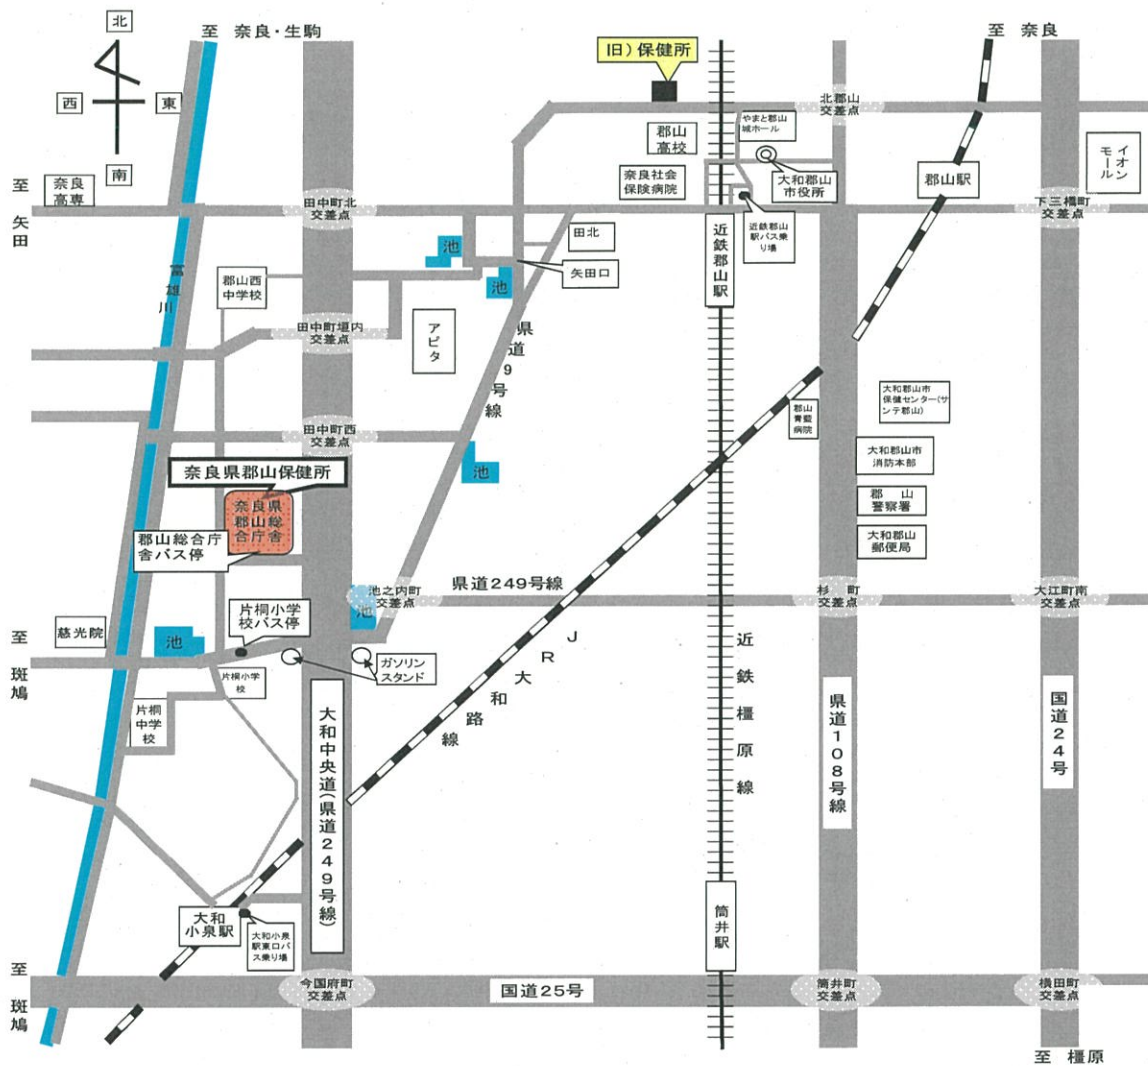 北
西
東
南
至 奈良・生駒
旧）保健所
至 奈良
北郡山
交差点
やまと郡山
城ホール
郡山
高校
奈良社会
保険病院
大和郡山
市役所
郡山駅
イオン
モール
至
矢田
奈良
高専
田中町北
交差点
下三橋町
交差点
近鉄郡山
駅バス乗
り場
近鉄郡山駅
田北
矢田口
池
池
富雄川
郡山西
中学校
田中町垣内
交差点
アピタ
県道9号線
田中町西
交差点
池
郡山
青藍
病院
大和郡山市
保健センター(サ
ンテ郡山)
大和郡山市
消防本部
郡 山
警察署
大和郡山
郵便局
奈良県郡山保健所
奈良県
郡山総
合庁舎
郡山総合庁
舎バス停
池之内町
交差点
池
県道249号線
杉 町
交差点
大江町南
交差点
至
斑鳩
慈光院
池
片桐小学
校バス停
片桐小学
校
ガソリン
スタンド
片桐
中学校
大和中央道(県道249号線)
JR大和路線
近鉄橿原線
県道108号線
国道24号
大和
小泉駅
大和小泉
駅東口バ
ス乗り場
筒井駅
至
斑鳩
今国府町
交差点
国道25号
筒井町
交差点
横田町
交差点
至 橿原